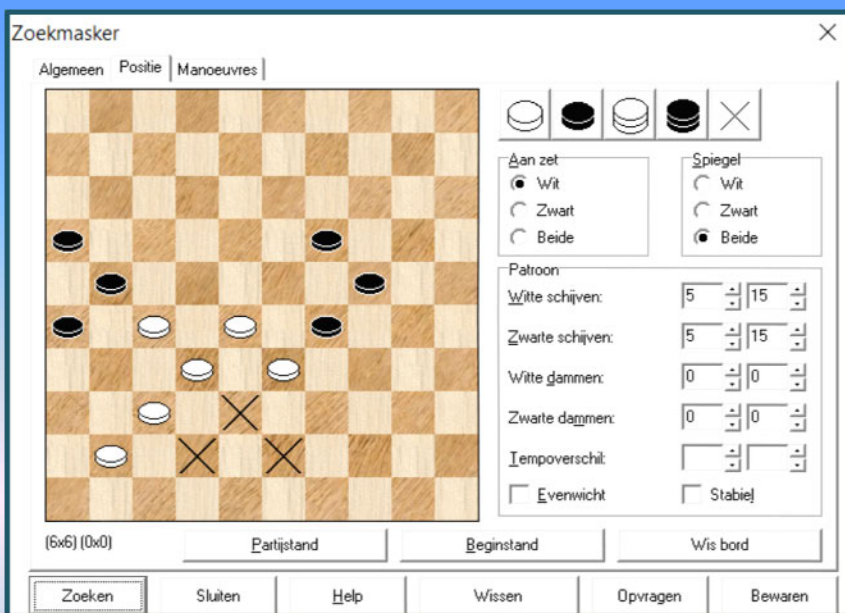 Zoekmasker
Algemeen Positie Manoeuvres
Aan zet
Wit
Zwart
Beide
Spiegel
Wit
Zwart
Beide
Patroon
Witte schijven: 5 15
Zwarte schijven: 5 15
Witte dammen: 0 0
Zwarte dammen: 0 0
Tempoverschil:
Evenwicht Stabiel
(6x6) (0x0) Partijstand Beginstand Wis bord
Zoeken Sluiten Help Wissen Opvragen Bewaren